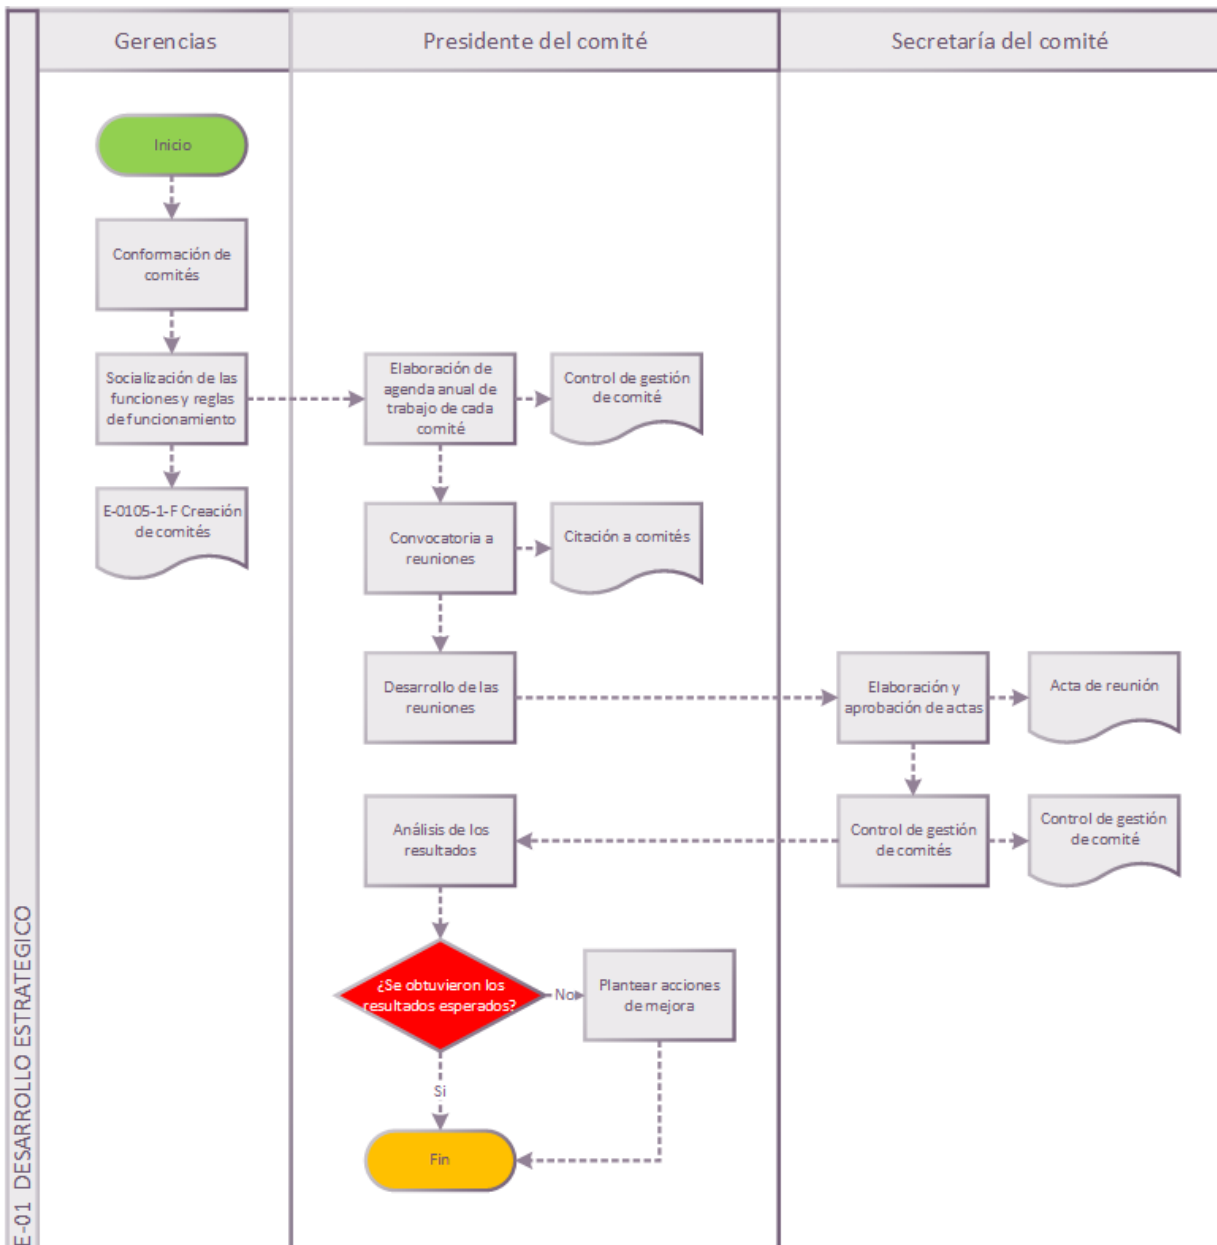 Gerencias
Presidente del comité
Secretaría del comité
Inicio
Conformación de
comités
Socialización de las
funciones y reglas
de funcionamiento
Elaboración de
agenda anual de
trabajo de cada
comité
Control de gestión
de comité
E-0105-1-F Creación
de comités
Convocatoria a
reuniones
Citación a comités
Desarrollo de las
reuniones
Elaboración y
aprobación de actas
Acta de reunión
Análisis de los
resultados
Control de gestión
de comités
Control de gestión
de comité
¿Se obtuvieron los
resultados esperados?
No
Plantear acciones
de mejora
Si
Fin
E-01 DESARROLLO ESTRATEGICO